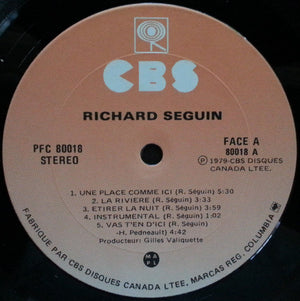 CBS
RICHARD SEGUIN
PFC 80018
STEREO
FACE A
80018 A
℗ 1979-CBS DISQUES
CANADA LTEE.
1. UNE PLACE COMME ICI (R. Séguin) 5:30
2. LA RIVIERE (R. Séguin) 3:33
3. ETIRER LA NUIT (R. Séguin) 3:59
4. INSTRUMENTAL (R. Séguin) 2:02
5. VAS T'EN D'ICI (R. Séguin
-H. Pedneault) 4:42
Producteur: Gilles Valiquette
MAPL
FABRIQUE PAR CBS DISQUES CANADA LTEE. MARCAS REG. COLUMBIA